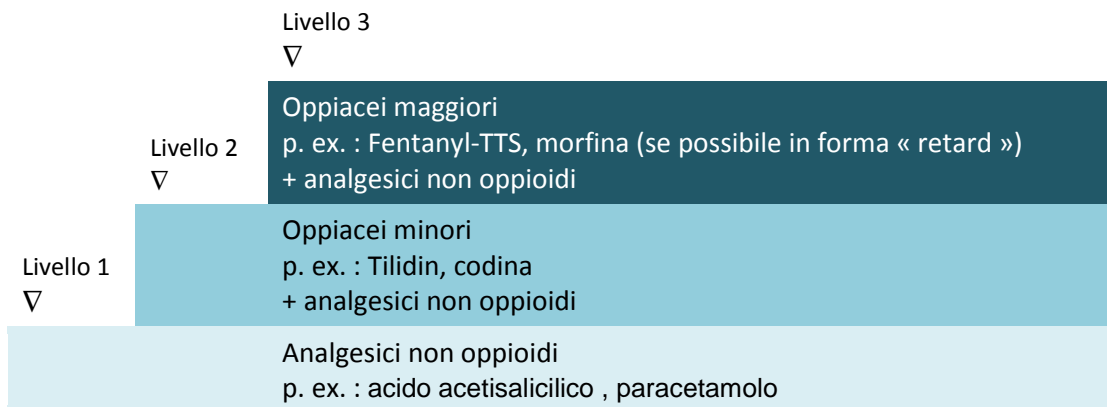 Livello 3
∇
Oppiacei maggiori
p. ex. : Fentanyl-TTS, morfina (se possibile in forma « retard »)
+ analgesici non oppioidi
Livello 2
∇
Oppiacei minori
p. ex. : Tilidin, codina
+ analgesici non oppioidi
Livello 1
∇
Analgesici non oppioidi
p. ex. : acido acetisalicilico , paracetamolo